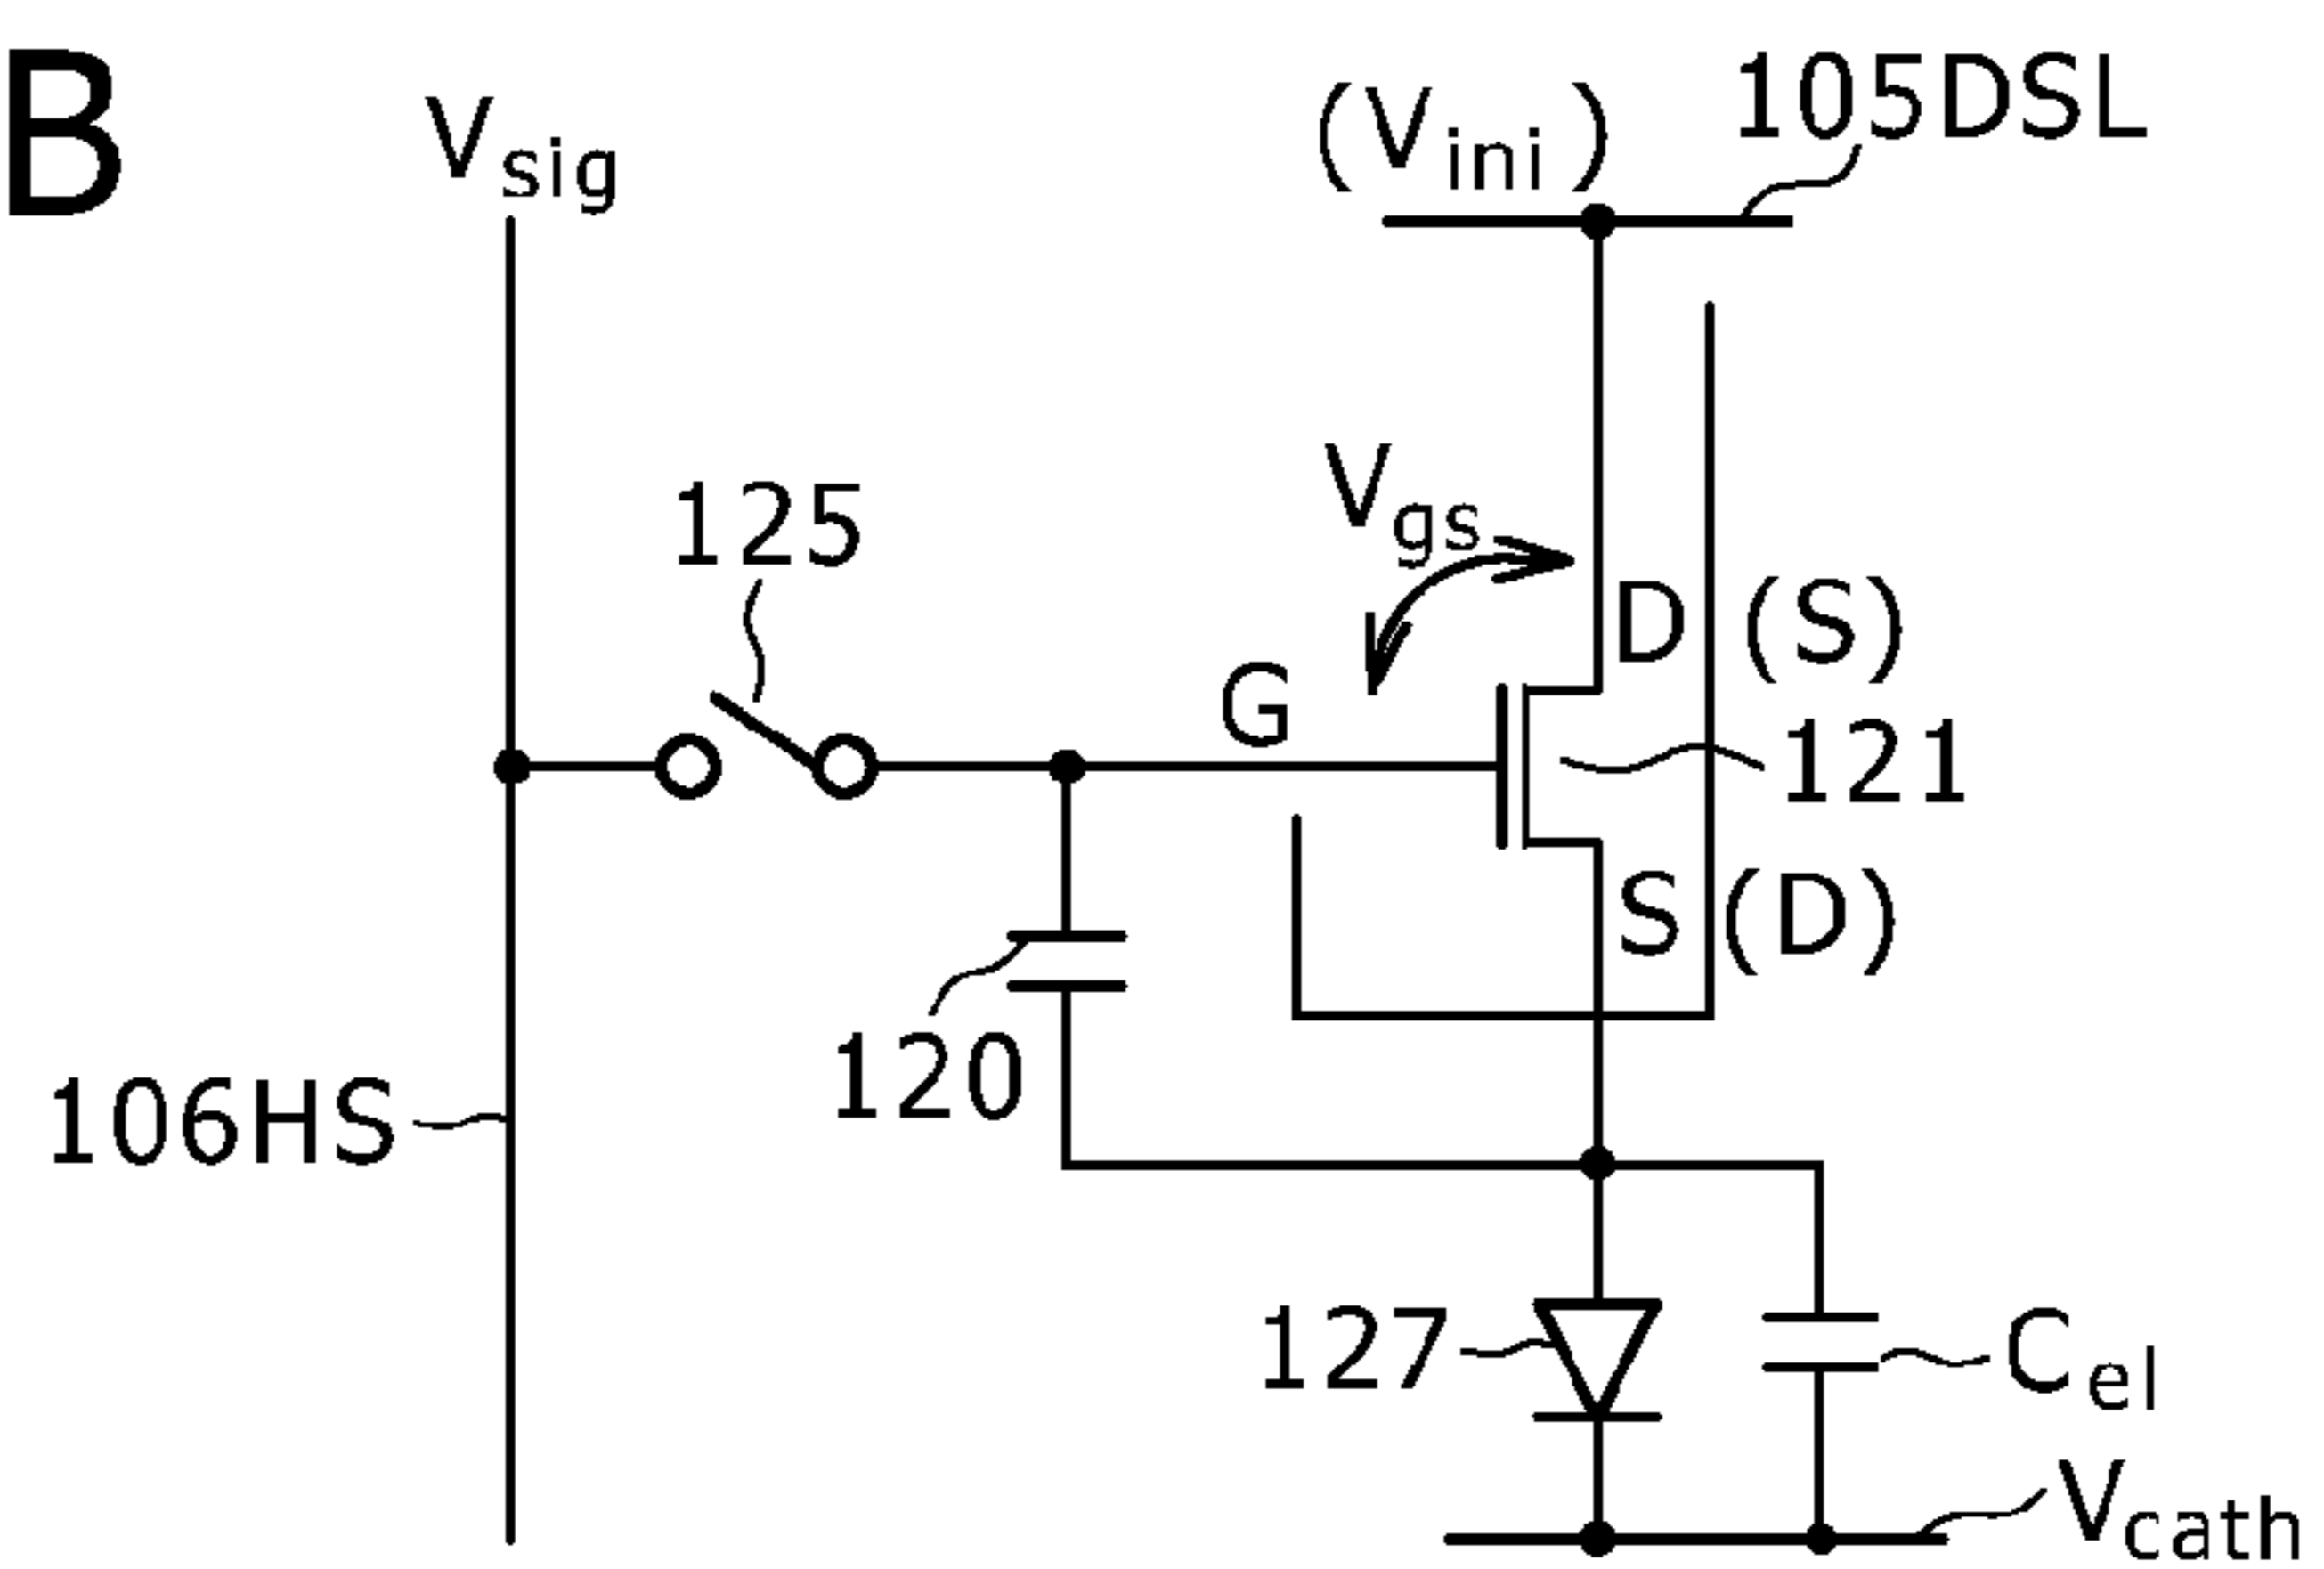 B
Vsig
(Vini)
105DSL
125
Vgs
D (S)
G
121
S (D)
120
106HS
127
Cel
Vcath